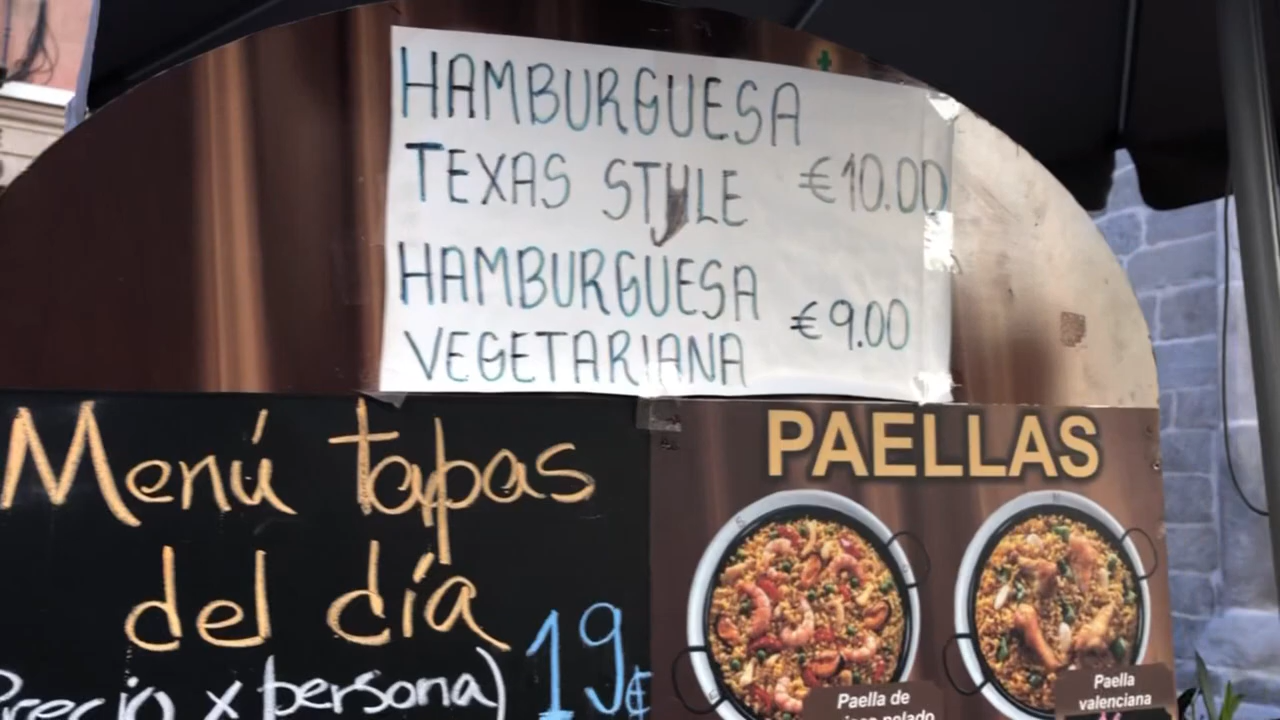 HAMBURGUESA
TEXAS STYLE €10.00
HAMBURGUESA
VEGETARIANA €9.00
Menú tapas
del día
Precio x persona) 19€
PAELLAS
Paella de
pelado
Paella
valenciana